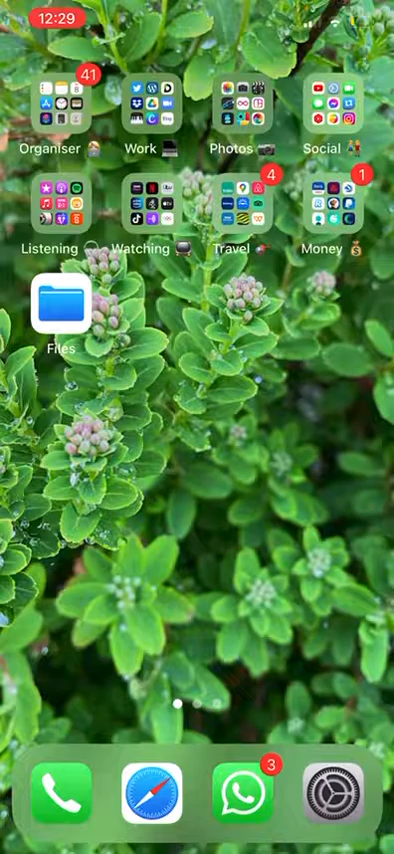 12:29
41
Organiser
Work
Photos
Social
4
1
Listening
Watching
Travel
Money
Files
3